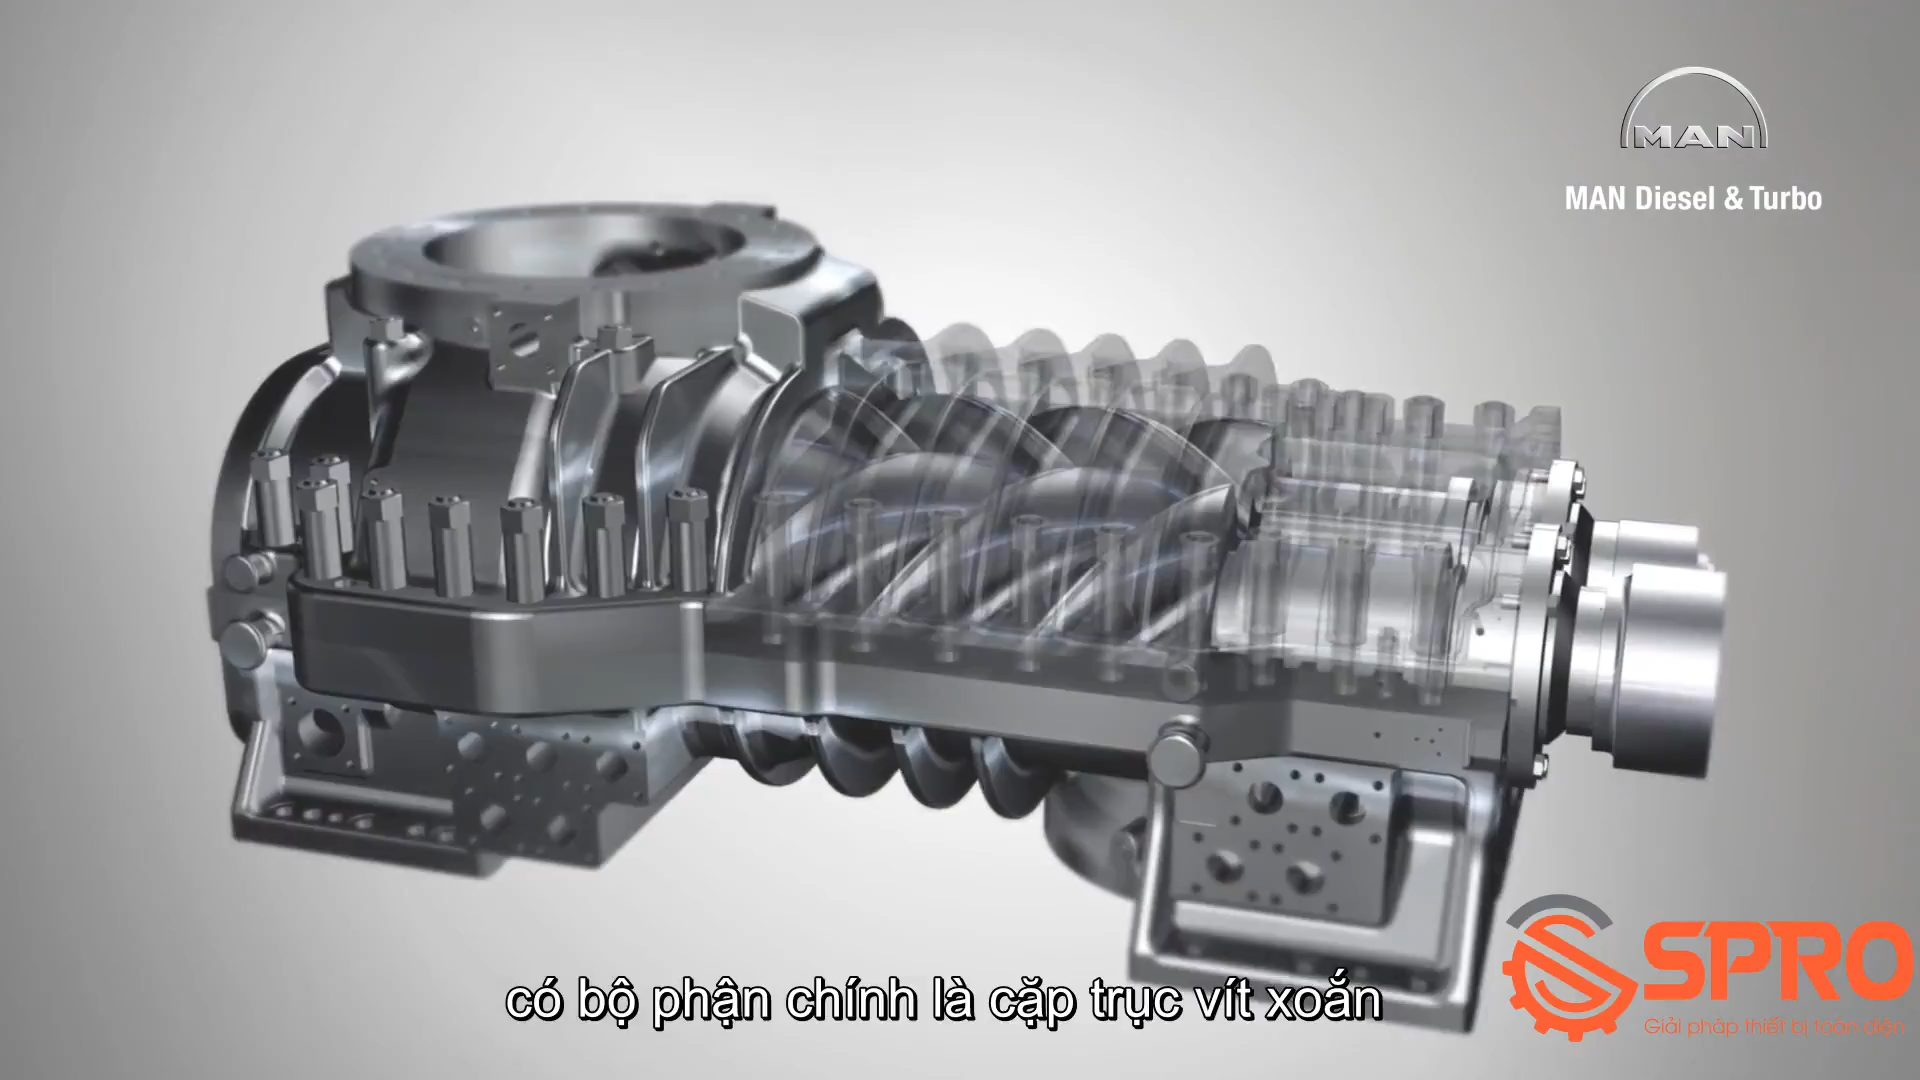 MAN
MAN Diesel & Turbo
có bộ phận chính là cặp trục vít xoắn
SPRO
Giải pháp thiết bị toàn diện